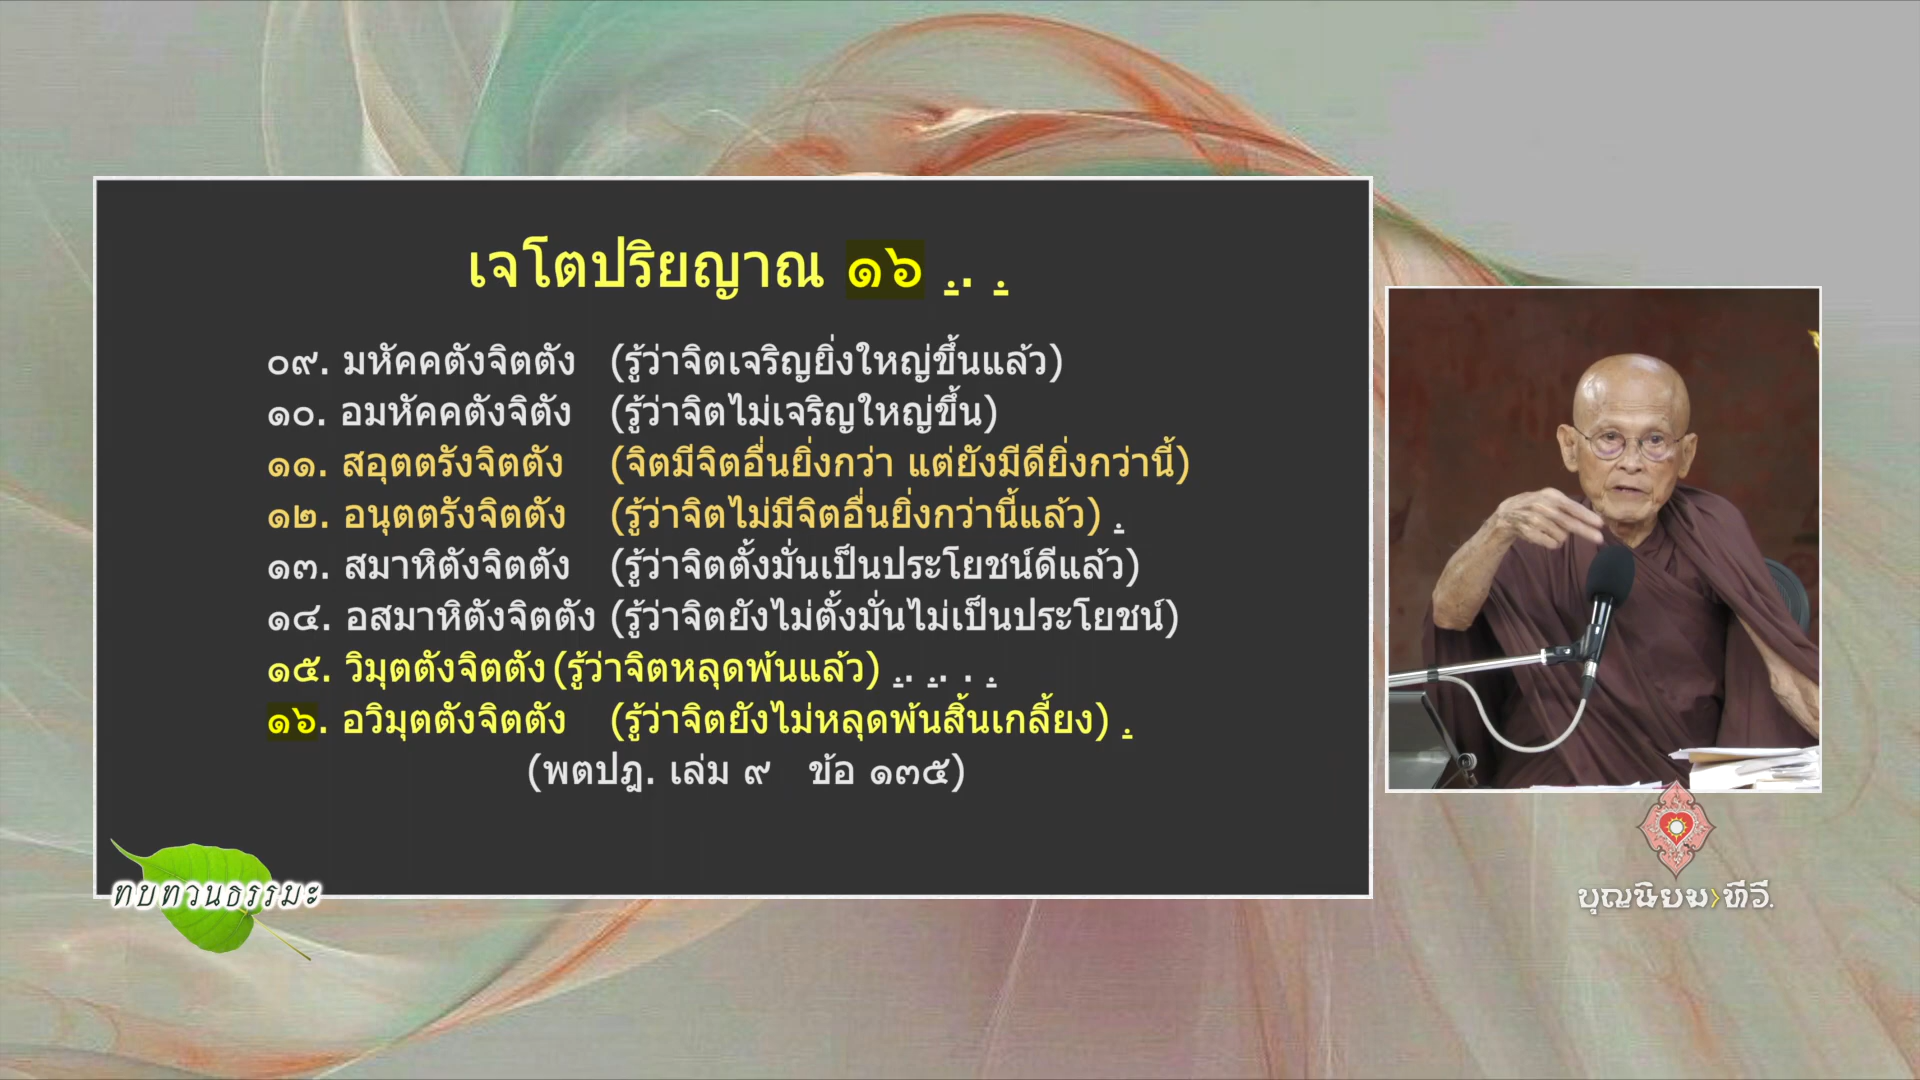 เจโตปริยญาณ ๑๖ .. .
๐๙. มหัคคตังจิตตัง (รู้ว่าจิตเจริญยิ่งใหญ่ขึ้นแล้ว)
๑๐. อมหัคคตังจิตัง (รู้ว่าจิตไม่เจริญใหญ่ขึ้น)
๑๑. สอุตตรังจิตตัง (จิตมีจิตอื่นยิ่งกว่า แต่ยังมีดียิ่งกว่านี้)
๑๒. อนุตตรังจิตตัง (รู้ว่าจิตไม่มีจิตอื่นยิ่งกว่านี้แล้ว) .
๑๓. สมาหิตังจิตตัง (รู้ว่าจิตตั้งมั่นเป็นประโยชน์ดีแล้ว)
๑๔. อสมาหิตังจิตตัง (รู้ว่าจิตยังไม่ตั้งมั่นไม่เป็นประโยชน์)
๑๕. วิมุตตังจิตตัง (รู้ว่าจิตหลุดพ้นแล้ว) .. .. . .
๑๖. อวิมุตตังจิตตัง (รู้ว่าจิตยังไม่หลุดพ้นสิ้นเกลี้ยง) .
(พตปฎ. เล่ม ๙ ข้อ ๑๓๕)
ทบทวนธรรมะ
บุญนิยม>ทีวี.